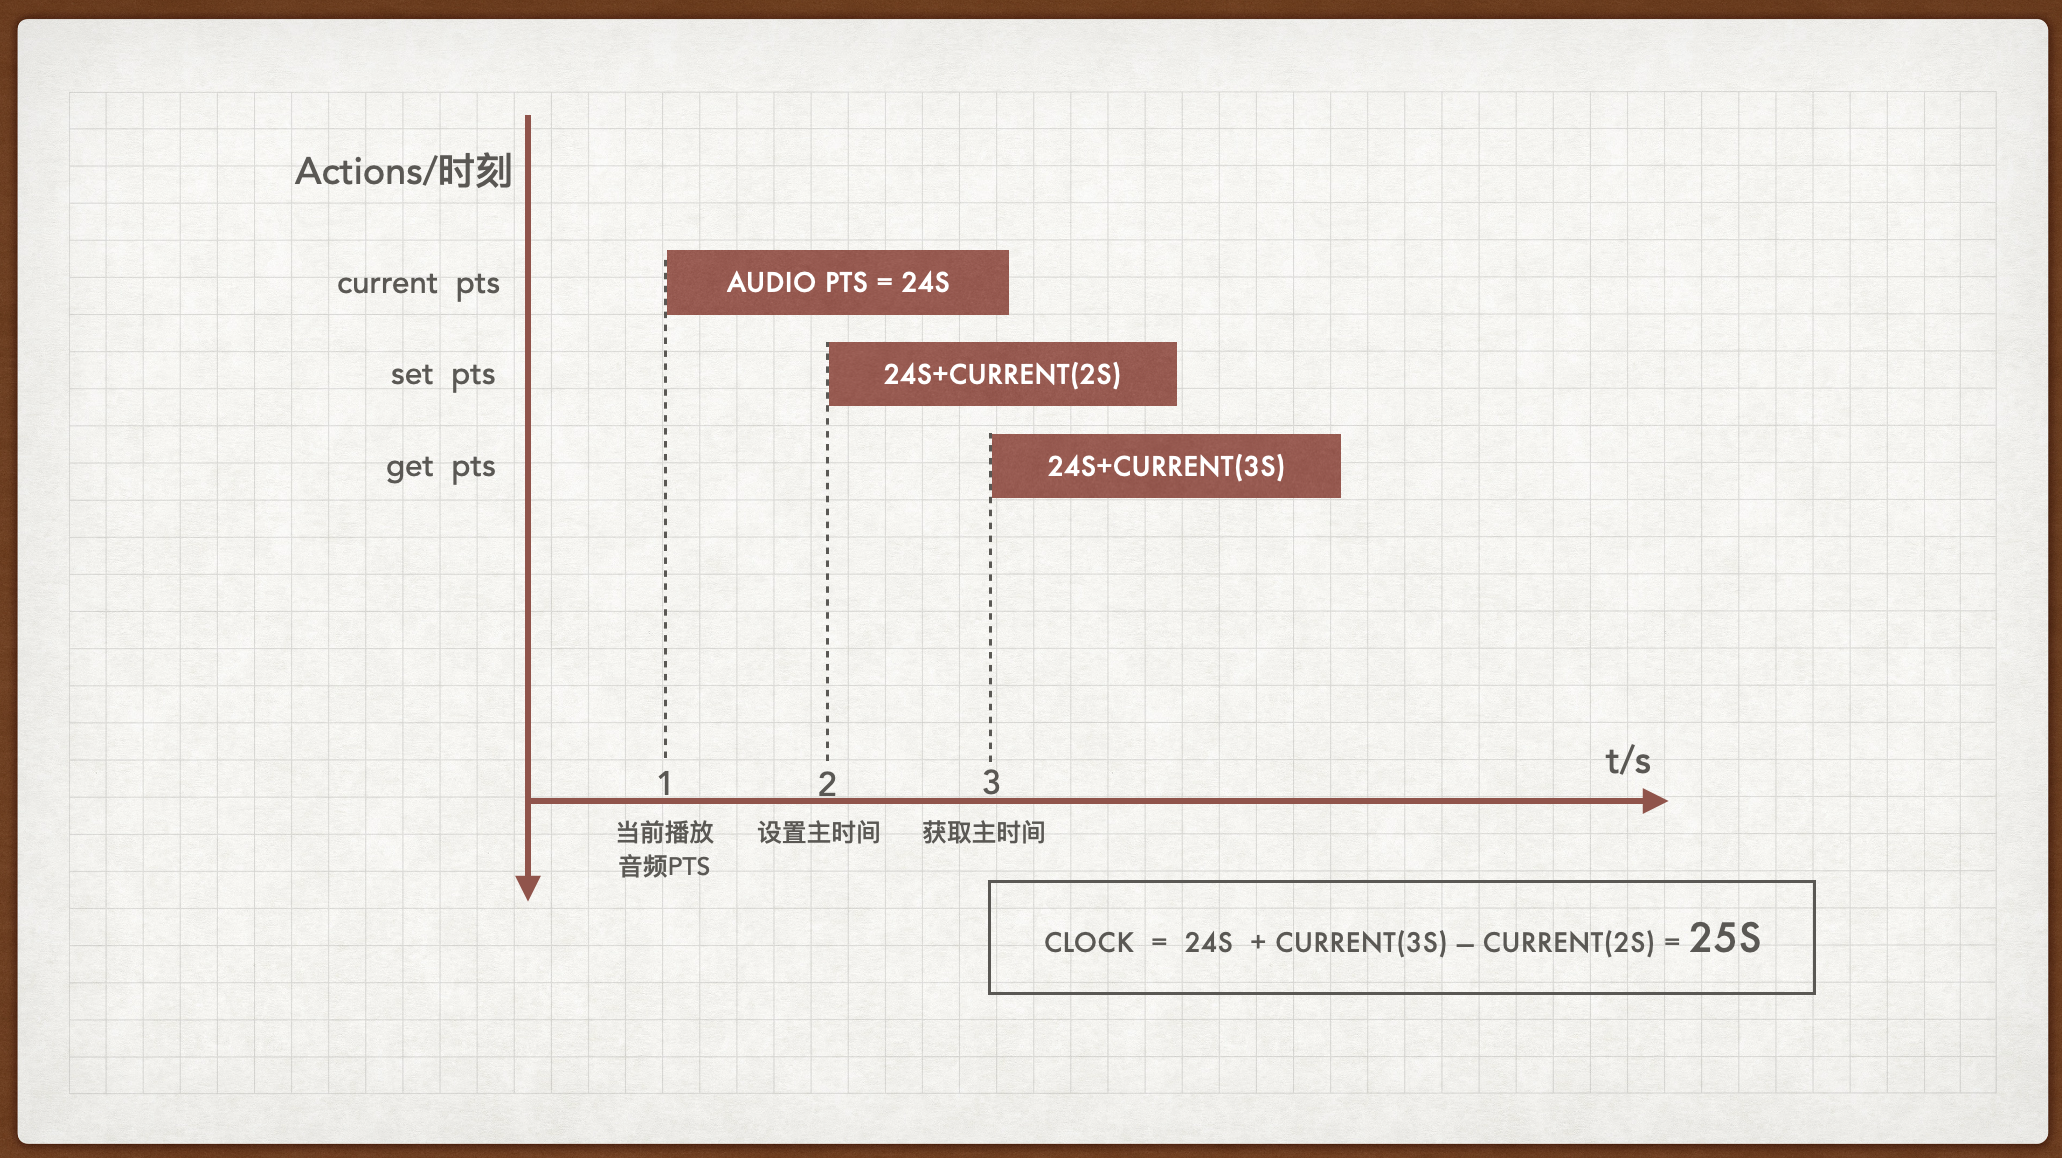 Actions/时刻
current pts
AUDIO PTS = 24S
set pts
24S+CURRENT(2S)
get pts
24S+CURRENT(3S)
t/s
1
2
3
当前播放
音频PTS
设置主时间
获取主时间
CLOCK = 24S + CURRENT(3S) – CURRENT(2S) = 25S